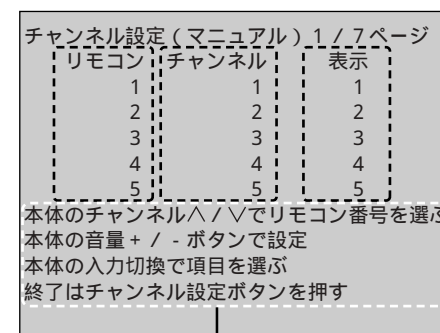 チャンネル設定(マニュアル)1/7ページ
リモコン チャンネル 表示
1 1 1
2 2 2
3 3 3
4 4 4
5 5 5
本体のチャンネル∧/∨でリモコン番号を選ぶ
本体の音量+/-ボタンで設定
本体の入力切換で項目を選ぶ
終了はチャンネル設定ボタンを押す